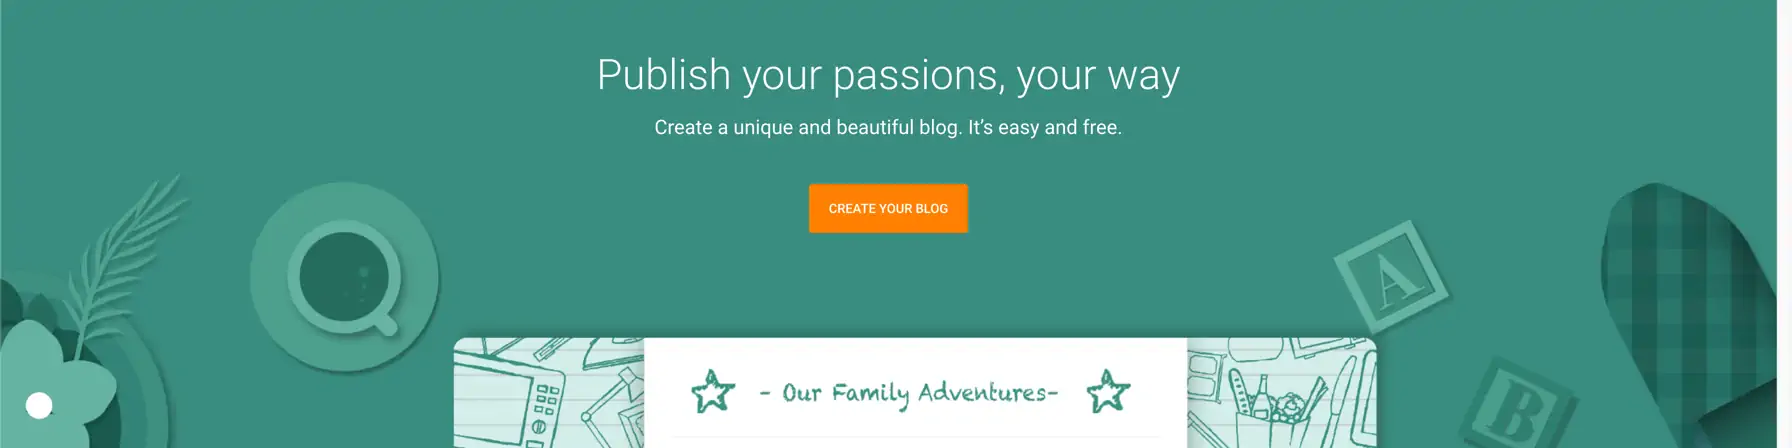 Publish your passions, your way
Create a unique and beautiful blog. It’s easy and free.
CREATE YOUR BLOG
A
- Our Family Adventures-
B